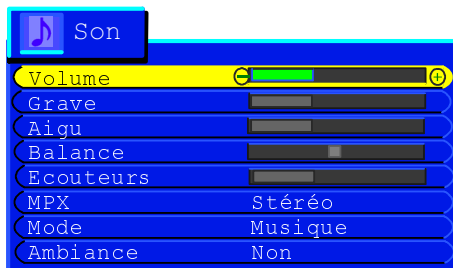 Son
Volume
Grave
Aigu
Balance
Ecouteurs
MPX Stéréo
Mode Musique
Ambiance Non